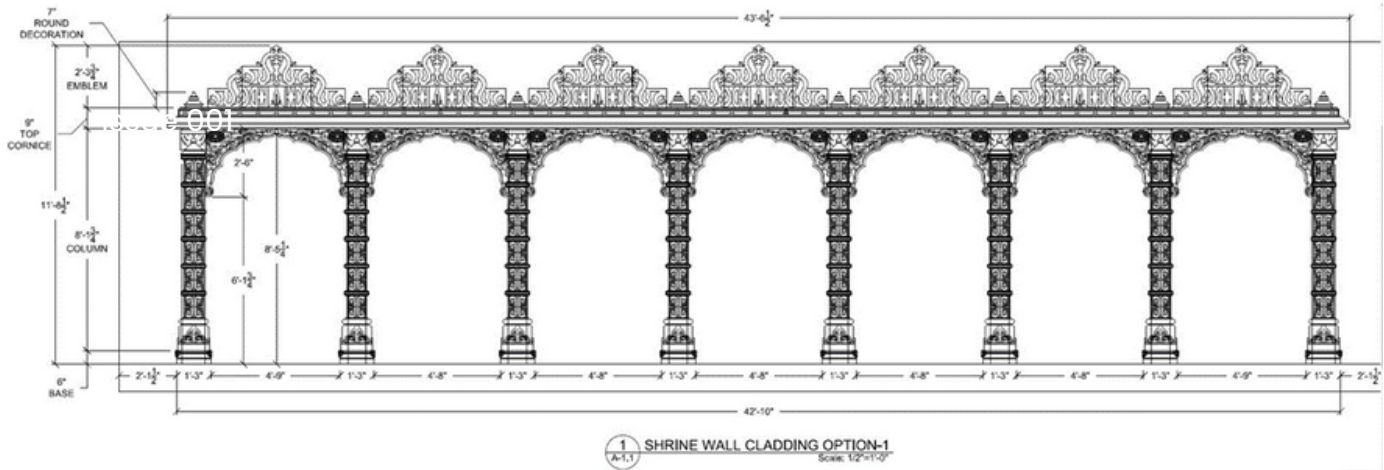 7"
ROUND
DECORATION
43'-6½"
2'-3¾"
EMBLEM
9"
TOP
CORNICE
001
2'-6"
11'-8½"
8'-1¾"
COLUMN
8'-5¼"
6'-1¾"
6"
BASE
2'-1½" 1'-3" 4'-9" 1'-3" 4'-8" 1'-3" 4'-8" 1'-3" 4'-8" 1'-3" 4'-8" 1'-3" 4'-8" 1'-3" 4'-9" 1'-3" 2'-1½"
42'-10"
1
A-1.1
SHRINE WALL CLADDING OPTION-1
Scale: 1/2"=1'-0"